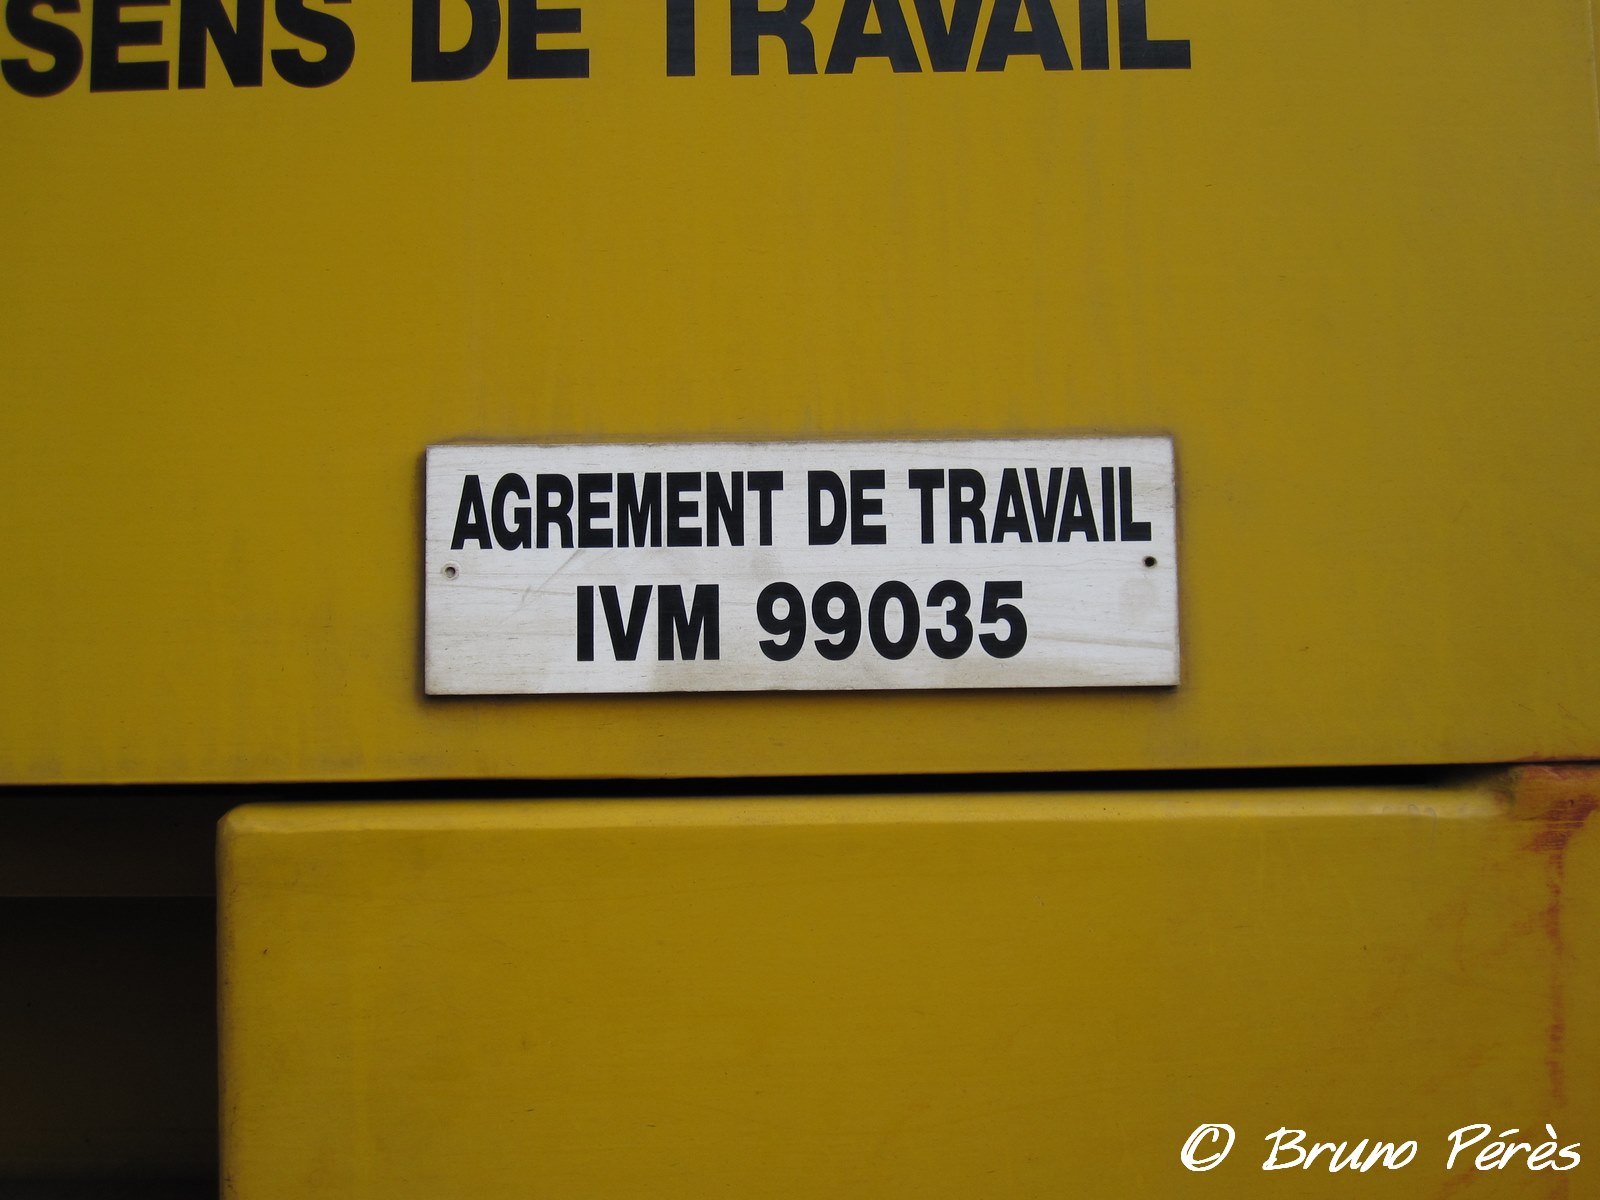 SENS DE TRAVAIL
AGREMENT DE TRAVAIL
IVM 99035
© Bruno Pérès